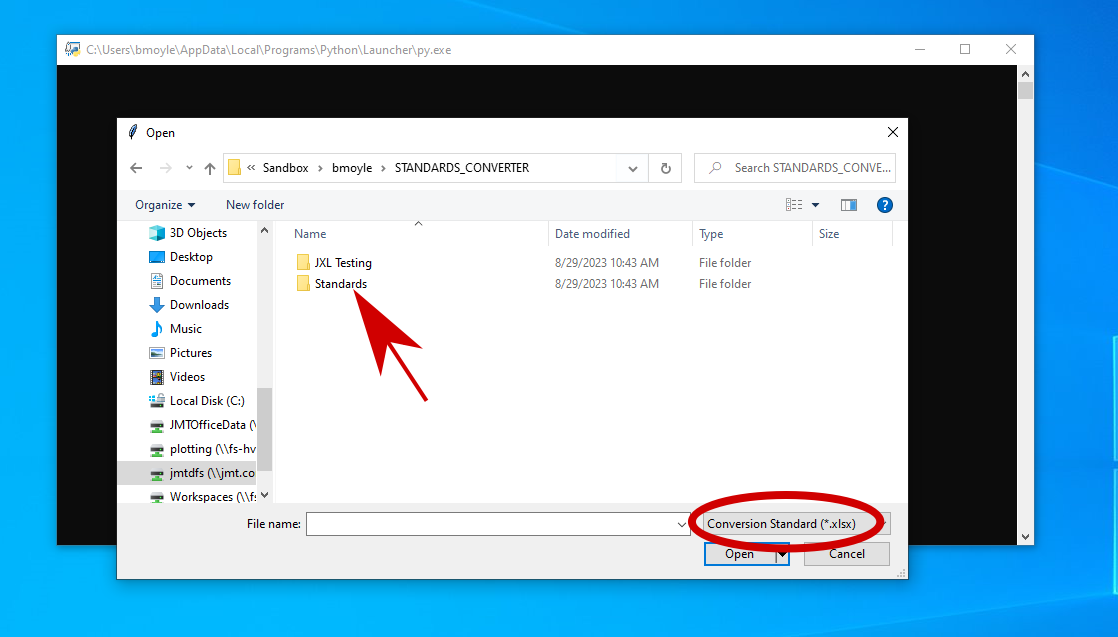 C:\Users\bmoyle\AppData\Local\Programs\Python\Launcher\py.exe
Open
« Sandbox › bmoyle › STANDARDS_CONVERTER
Search STANDARDS_CONVE...
Organize New folder
?
Name Date modified Type Size
3D Objects
Desktop
Documents
Downloads
Music
Pictures
Videos
Local Disk (C:)
JMTOfficeData (\
plotting (\\fs-hv
jmtdfs (\\jmt.co
Workspaces (\\fs
JXL Testing 8/29/2023 10:43 AM File folder
Standards 8/29/2023 10:43 AM File folder
File name:
Conversion Standard (*.xlsx)
Open Cancel